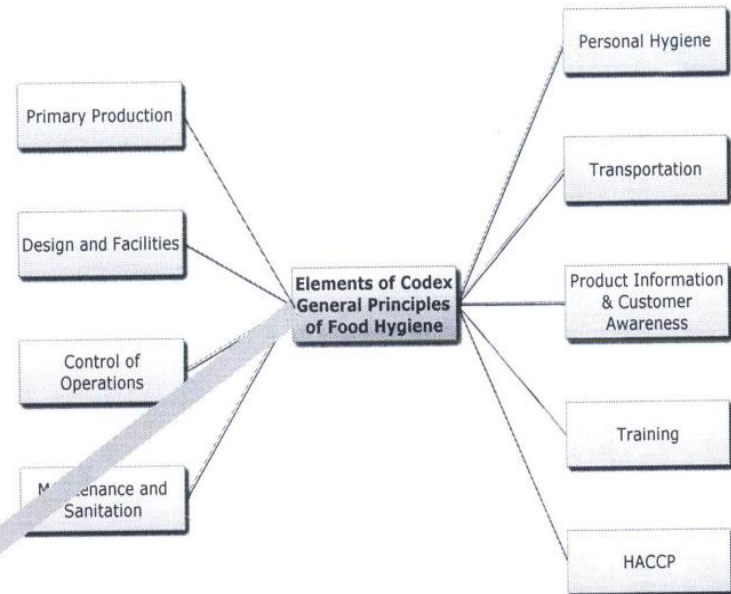 Primary Production
Design and Facilities
Control of
Operations
Maintenance and
Sanitation
Elements of Codex
General Principles
of Food Hygiene
Personal Hygiene
Transportation
Product Information
& Customer
Awareness
Training
HACCP